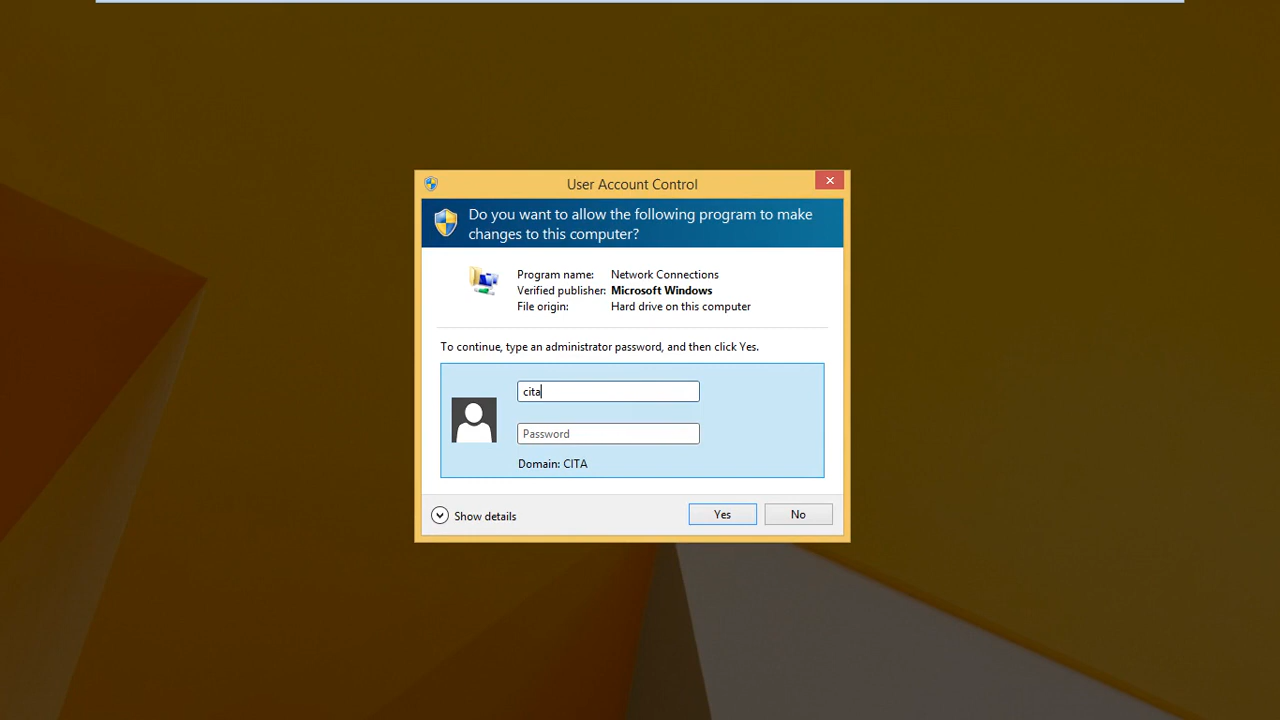 User Account Control
Do you want to allow the following program to make
changes to this computer?
Program name: Network Connections
Verified publisher: Microsoft Windows
File origin: Hard drive on this computer
To continue, type an administrator password, and then click Yes.
cita
Password
Domain: CITA
Show details Yes No